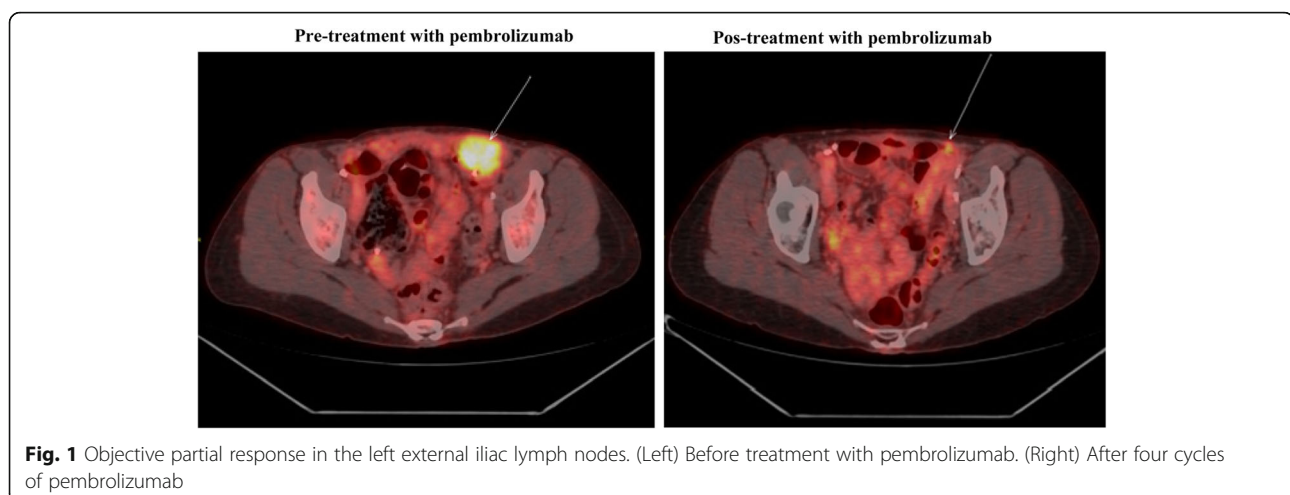 Pre-treatment with pembrolizumab
Pos-treatment with pembrolizumab
Fig. 1 Objective partial response in the left external iliac lymph nodes. (Left) Before treatment with pembrolizumab. (Right) After four cycles
of pembrolizumab